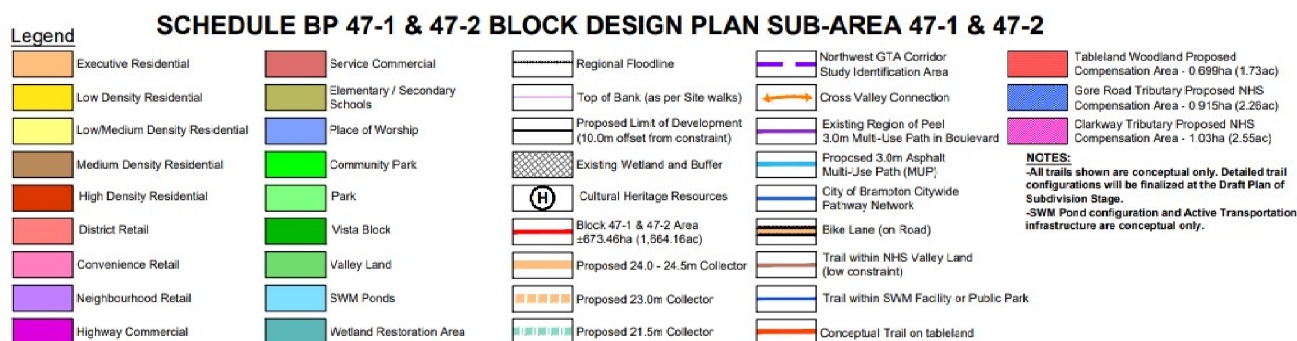 SCHEDULE BP 47-1 & 47-2 BLOCK DESIGN PLAN SUB-AREA 47-1 & 47-2
Legend
Executive Residential
Low Density Residential
Low/Medium Density Residential
Medium Density Residential
High Density Residential
District Retail
Convenience Retail
Neighbourhood Retail
Highway Commercial
Service Commercial
Elementary / Secondary
Schools
Place of Worship
Community Park
Park
Vista Block
Valley Land
SWM Ponds
Wetland Restoration Area
Regional Floodline
Top of Bank (as per Site walks)
Proposed Limit of Development
(10.0m offset from constraint)
Existing Wetland and Buffer
H
Cultural Heritage Resources
Block 47-1 & 47-2 Area
±673.46ha (1,664.16ac)
Proposed 24.0 - 24.5m Collector
Proposed 23.0m Collector
Proposed 21.5m Collector
Northwest GTA Corridor
Study Identification Area
Cross Valley Connection
Existing Region of Peel
3.0m Multi-Use Path in Boulevard
Proposed 3.0m Asphalt
Multi-Use Path (MUP)
City of Brampton Citywide
Pathway Network
Bike Lane (on Road)
Trail within NHS Valley Land
(low constraint)
Trail within SWM Facility or Public Park
Conceptual Trail on tableland
Tableland Woodland Proposed
Compensation Area - 0.699ha (1.73ac)
Gore Road Tributary Proposed NHS
Compensation Area - 0.915ha (2.26ac)
Clarkway Tributary Proposed NHS
Compensation Area - 1.03ha (2.55ac)
NOTES:
-All trails shown are conceptual only. Detailed trail
configurations will be finalized at the Draft Plan of
Subdivision Stage.
-SWM Pond configuration and Active Transportation
infrastructure are conceptual only.